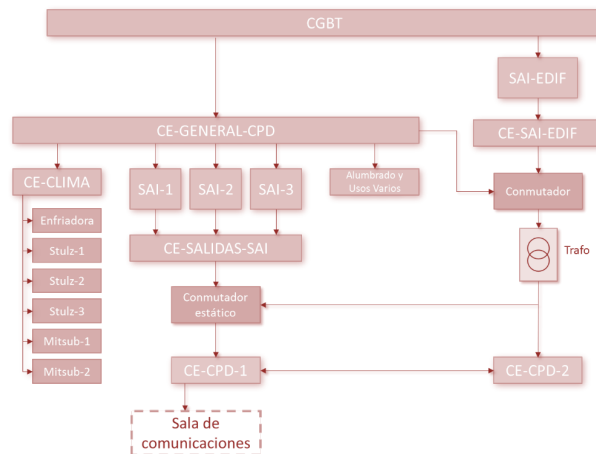 CGBT
SAI-EDIF
CE-GENERAL-CPD
CE-SAI-EDIF
CE-CLIMA
SAI-1
SAI-2
SAI-3
Alumbrado y
Usos Varios
Conmutador
Enfriadora
Stulz-1
Stulz-2
Stulz-3
Mitsub-1
Mitsub-2
CE-SALIDAS-SAI
Trafo
Conmutador
estático
CE-CPD-1
CE-CPD-2
Sala de
comunicaciones